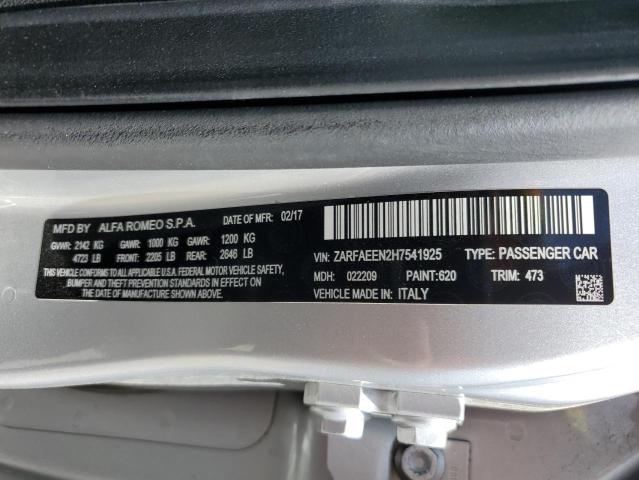 MFD BY ALFA ROMEO S.P.A. DATE OF MFR: 02/17
GVWR: 2142 KG GAWR: 1000 KG GAWR: 1200 KG
4723 LB FRONT: 2205 LB REAR: 2646 LB
THIS VEHICLE CONFORMS TO ALL APPLICABLE U.S.A. FEDERAL MOTOR VEHICLE SAFETY,
BUMPER AND THEFT PREVENTION STANDARDS IN EFFECT ON
THE DATE OF MANUFACTURE SHOWN ABOVE.
VIN: ZARFAEEN2H7541925 TYPE: PASSENGER CAR
MDH: 022209 PAINT:620 TRIM: 473
VEHICLE MADE IN: ITALY